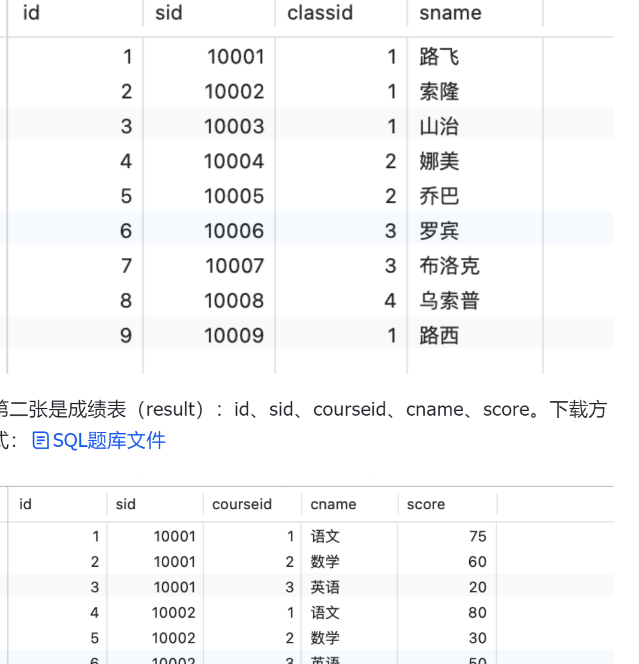 id sid classid sname
1 10001 1 路飞
2 10002 1 索隆
3 10003 1 山治
4 10004 2 娜美
5 10005 2 乔巴
6 10006 3 罗宾
7 10007 3 布洛克
8 10008 4 乌索普
9 10009 1 路西
第二张是成绩表（result）：id、sid、courseid、cname、score。下载方
式： SQL题库文件
id sid courseid cname score
1 10001 1 语文 75
2 10001 2 数学 60
3 10001 3 英语 20
4 10002 1 语文 80
5 10002 2 数学 30
6 10002 3 英语 50